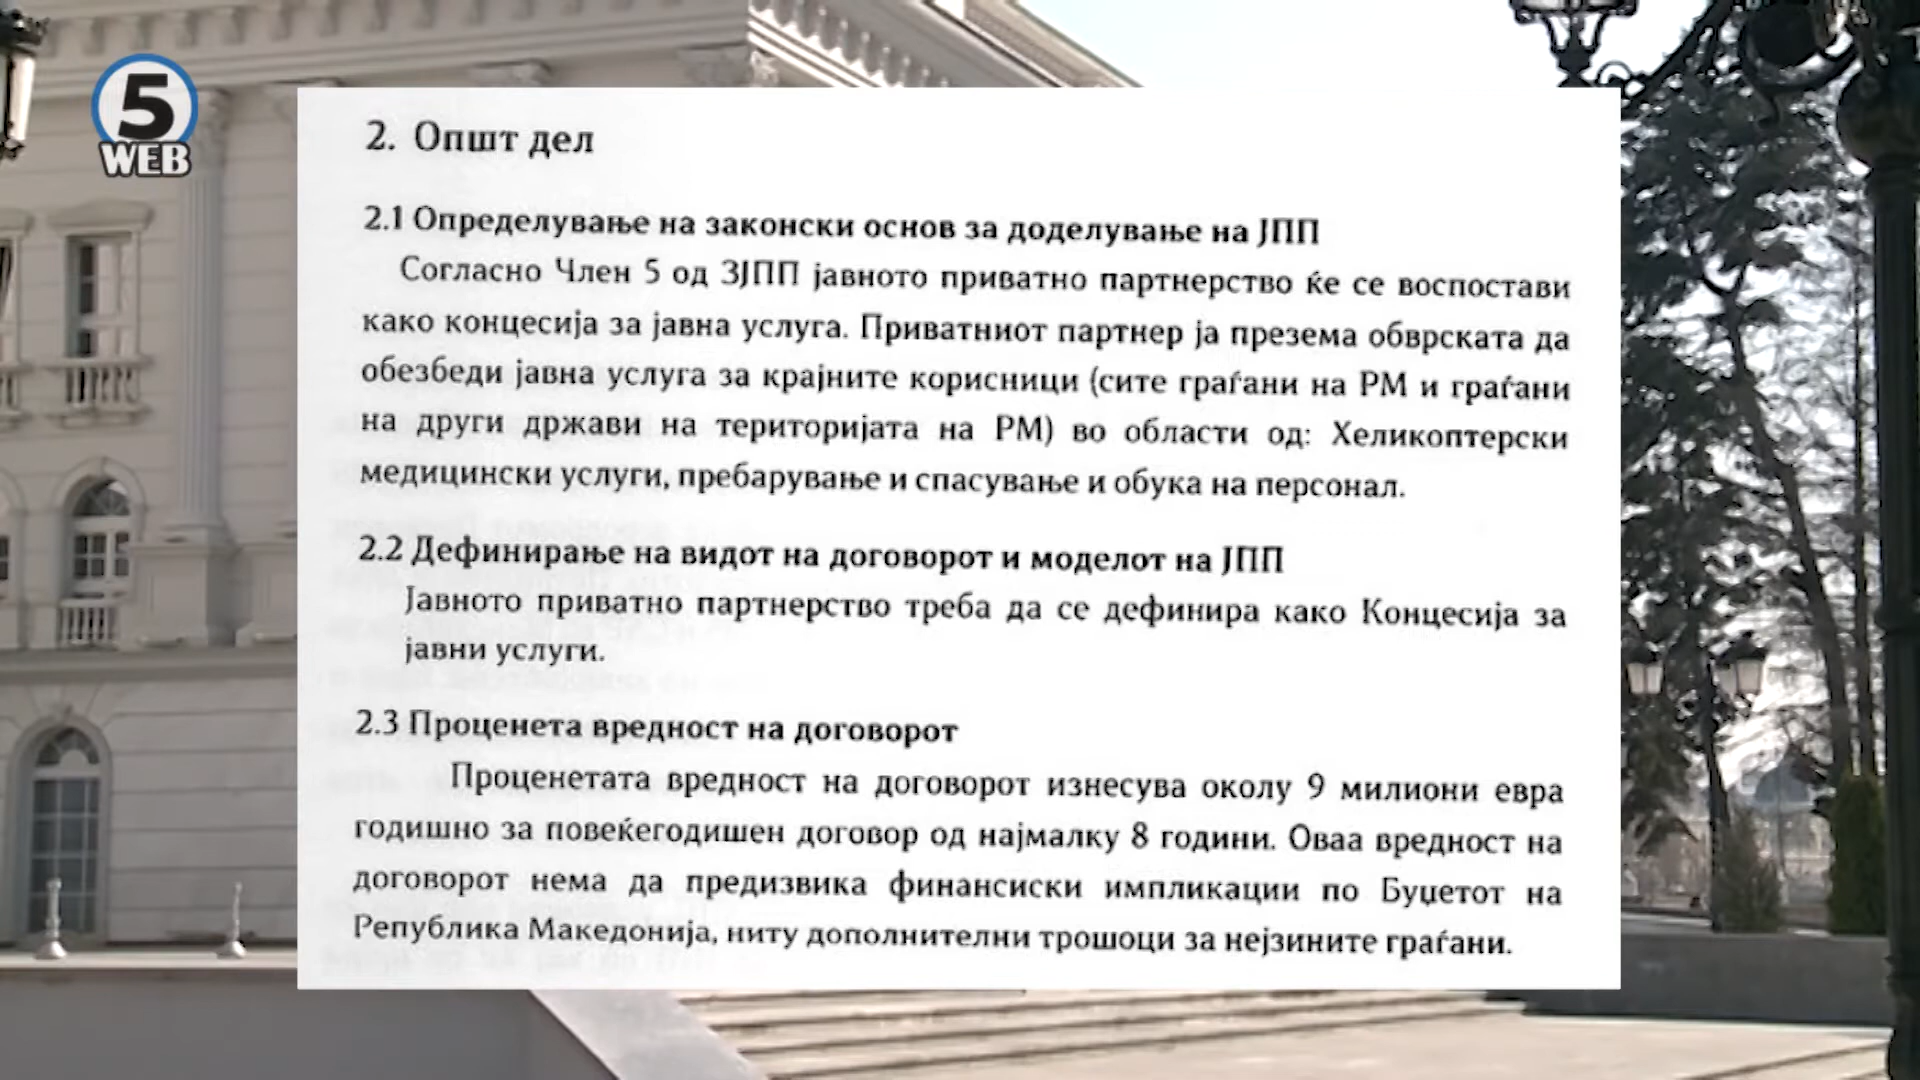 5
WEB
2. Општ дел
2.1 Определување на законски основ за доделување на ЈПП
Согласно Член 5 од ЗЈПП јавното приватно партнерство ќе се воспостави
како концесија за јавна услуга. Приватниот партнер ја презема обврската да
обезбеди јавна услуга за крајните корисници (сите граѓани на РМ и граѓани
на други држави на територијата на РМ) во области од: Хеликоптерски
медицински услуги, пребарување и спасување и обука на персонал.
2.2 Дефинирање на видот на договорот и моделот на ЈПП
Јавното приватно партнерство треба да се дефинира како Концесија за
јавни услуги.
2.3 Проценета вредност на договорот
Проценетата вредност на договорот изнесува околу 9 милиони евра
годишно за повеќегодишен договор од најмалку 8 години. Оваа вредност на
договорот нема да предизвика финансиски импликации по Буџетот на
Република Македонија, ниту дополнителни трошоци за нејзините граѓани.